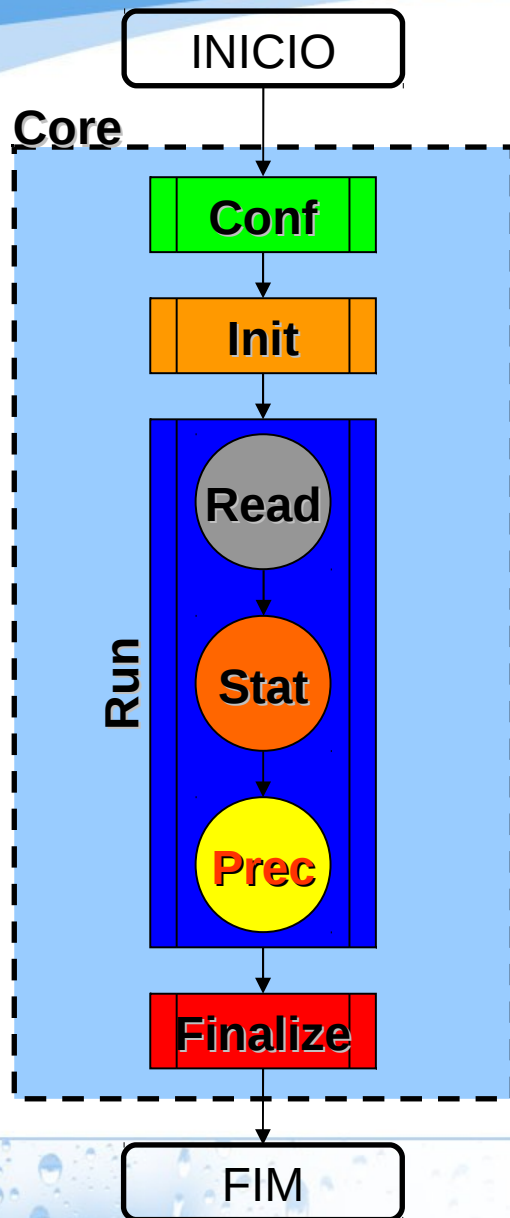 INICIO
Core
Conf
Init
Run
Read
Stat
Prec
Finalize
FIM